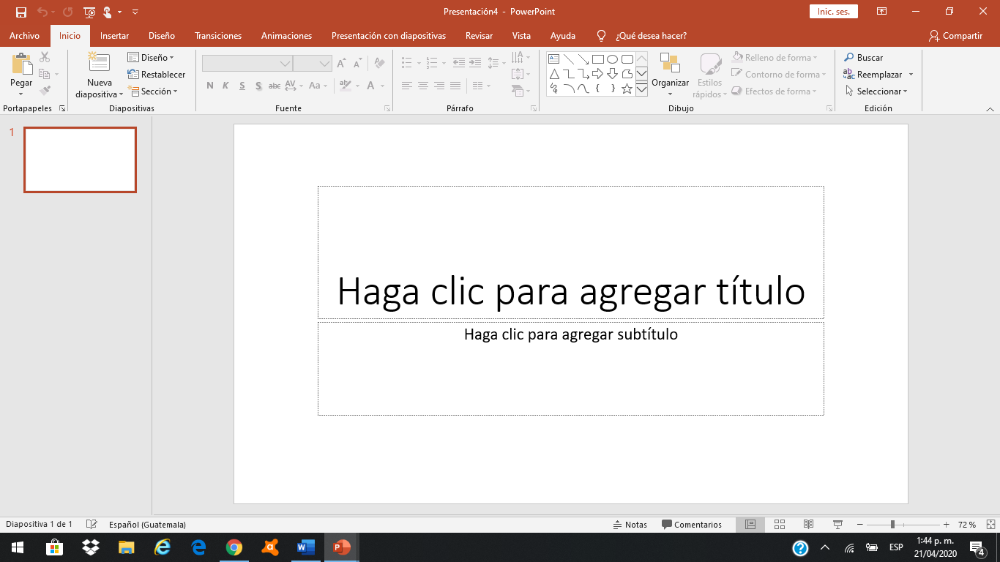 Presentación4 - PowerPoint
Inic. ses.
Archivo Inicio Insertar Diseño Transiciones Animaciones Presentación con diapositivas Revisar Vista Ayuda ¿Qué desea hacer? Compartir
Pegar
Portapapeles
Nueva
diapositiva
Diseño
Restablecer
Sección
Diapositivas
A A A
N K S S abc AV Aa ab A
Fuente
Párrafo
Organizar
Estilos
rápidos
Relleno de forma
Contorno de forma
Efectos de forma
Dibujo
Buscar
Reemplazar
Seleccionar
Edición
1
Haga clic para agregar título
Haga clic para agregar subtítulo
Diapositiva 1 de 1 Español (Guatemala) Notas Comentarios 72 %
ESP
1:44 p. m.
21/04/2020
4